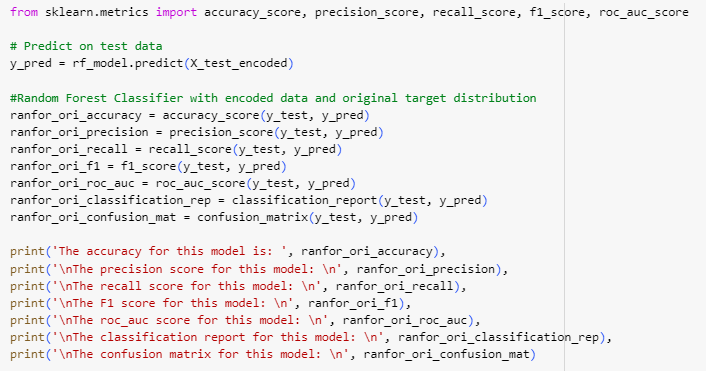 from sklearn.metrics import accuracy_score, precision_score, recall_score, f1_score, roc_auc_score
# Predict on test data
y_pred = rf_model.predict(X_test_encoded)
#Random Forest Classifier with encoded data and original target distribution
ranfor_ori_accuracy = accuracy_score(y_test, y_pred)
ranfor_ori_precision = precision_score(y_test, y_pred)
ranfor_ori_recall = recall_score(y_test, y_pred)
ranfor_ori_f1 = f1_score(y_test, y_pred)
ranfor_ori_roc_auc = roc_auc_score(y_test, y_pred)
ranfor_ori_classification_rep = classification_report(y_test, y_pred)
ranfor_ori_confusion_mat = confusion_matrix(y_test, y_pred)
print('The accuracy for this model is: ', ranfor_ori_accuracy),
print('\nThe precision score for this model: \n', ranfor_ori_precision),
print('\nThe recall score for this model: \n', ranfor_ori_recall),
print('\nThe F1 score for this model: \n', ranfor_ori_f1),
print('\nThe roc_auc score for this model: \n', ranfor_ori_roc_auc),
print('\nThe classification report for this model: \n', ranfor_ori_classification_rep),
print('\nThe confusion matrix for this model: \n', ranfor_ori_confusion_mat)